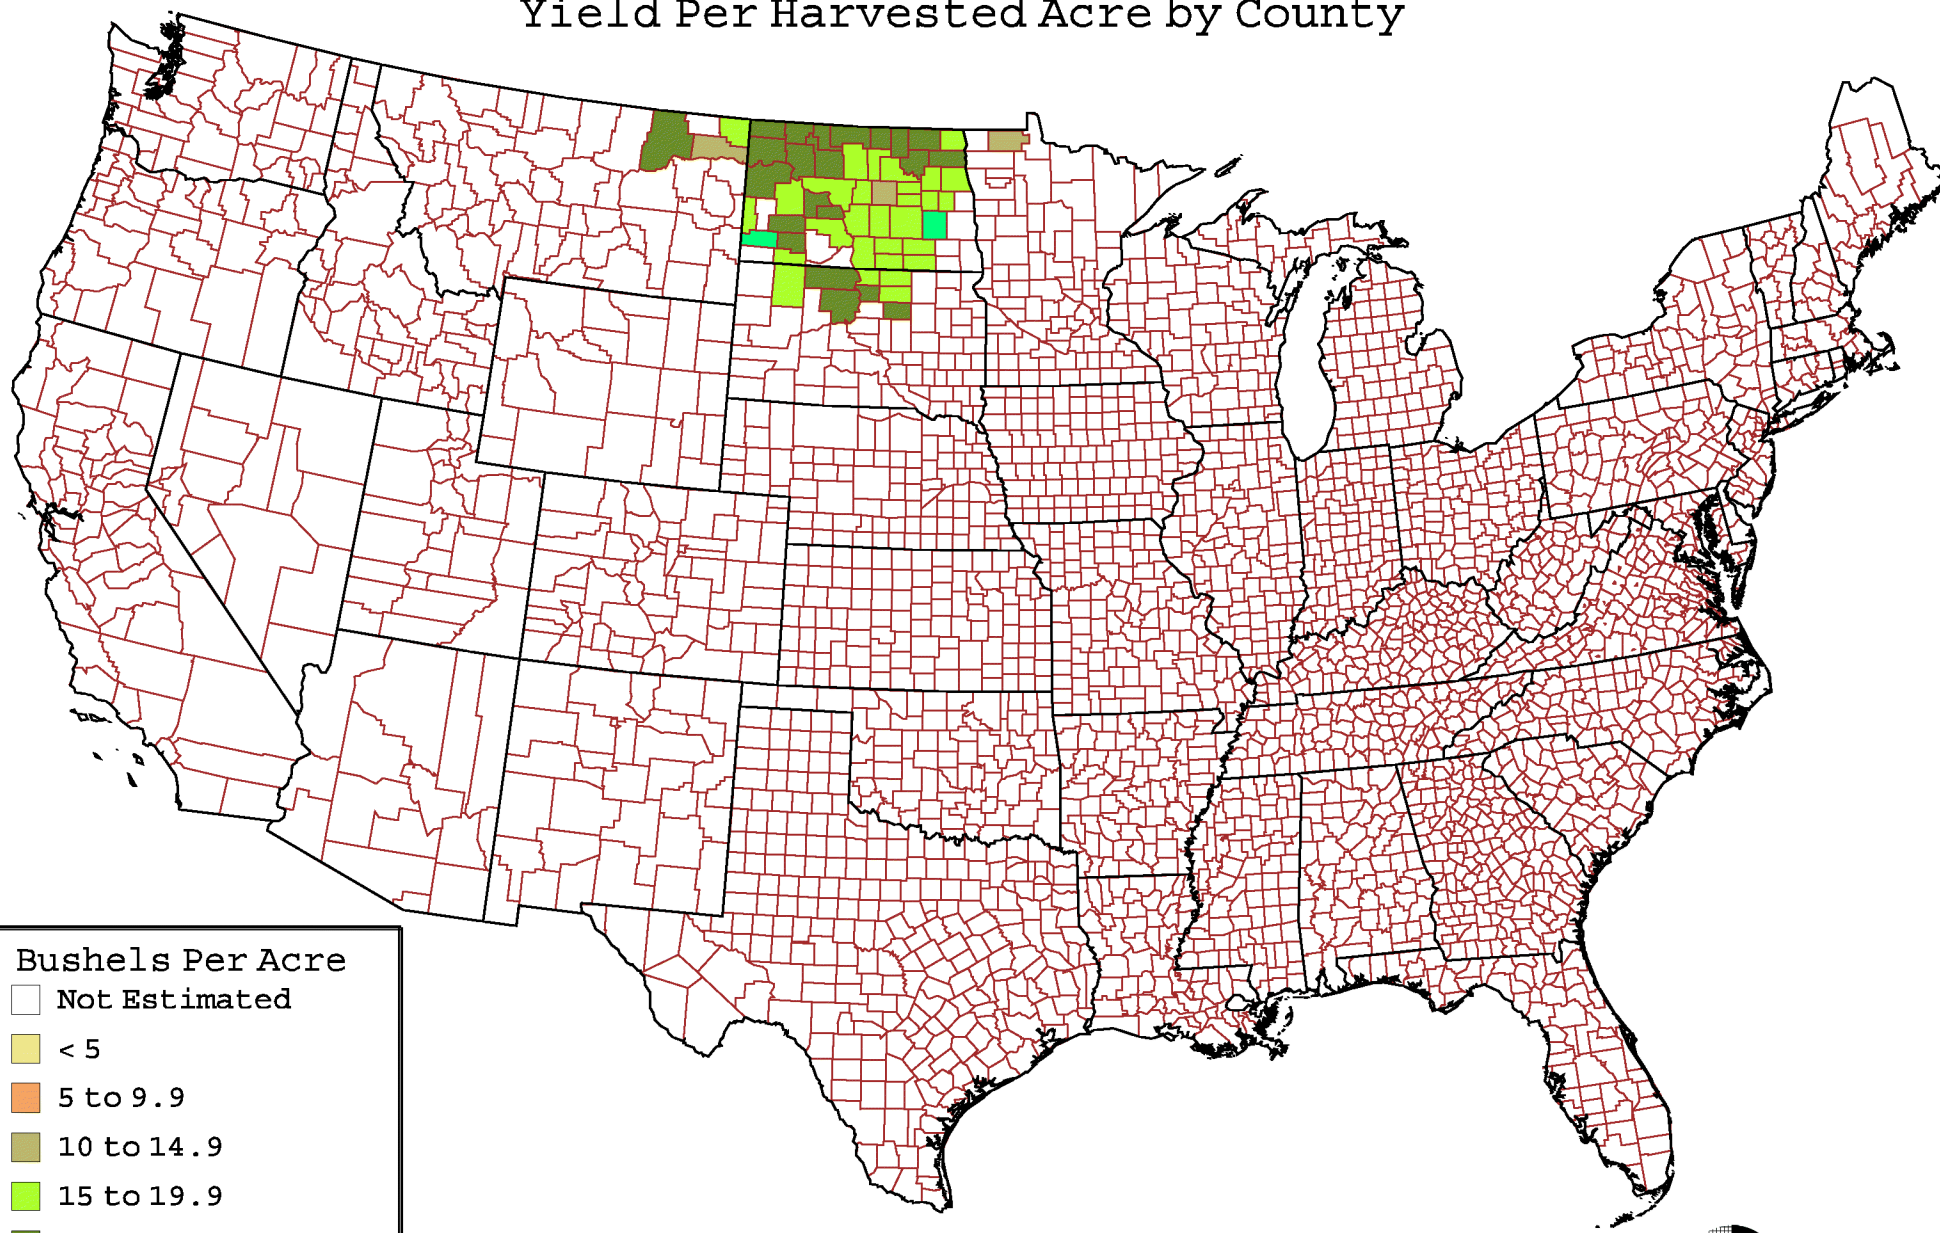 Yield Per Harvested Acre by County
Bushels Per Acre
Not Estimated
< 5
5 to 9.9
10 to 14.9
15 to 19.9